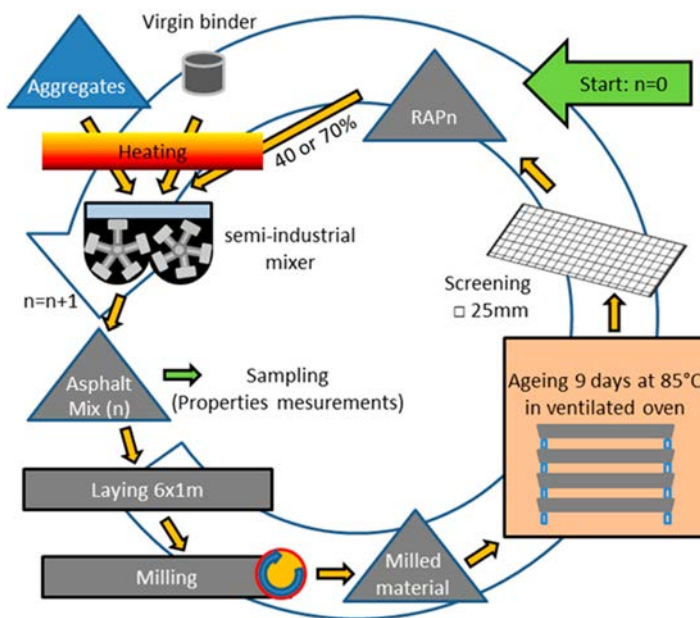 Virgin binder
Aggregates
Start: n=0
RAPn
Heating
40 or 70%
semi-industrial
mixer
Screening
□ 25mm
n=n+1
Asphalt
Mix (n)
Sampling
(Properties mesurements)
Ageing 9 days at 85°C
in ventilated oven
Laying 6x1m
Milling
Milled
material